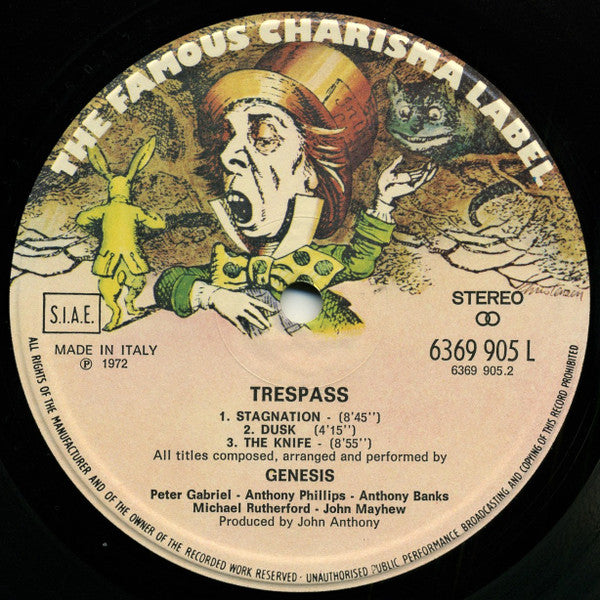 THE FAMOUS CHARISMA LABEL
S.I.A.E.
MADE IN ITALY
Ⓟ 1972
STEREO
6369 905 L
6369 905.2
TRESPASS
1. STAGNATION - (8'45'')
2. DUSK (4'15'')
3. THE KNIFE - (8'55'')
All titles composed, arranged and performed by
GENESIS
Peter Gabriel - Anthony Phillips - Anthony Banks
Michael Rutherford - John Mayhew
Produced by John Anthony
ALL RIGHTS OF THE MANUFACTURER AND OF THE OWNER OF THE RECORDED WORK RESERVED · UNAUTHORISED PUBLIC PERFORMANCE, BROADCASTING AND COPYING OF THIS RECORD PROHIBITED